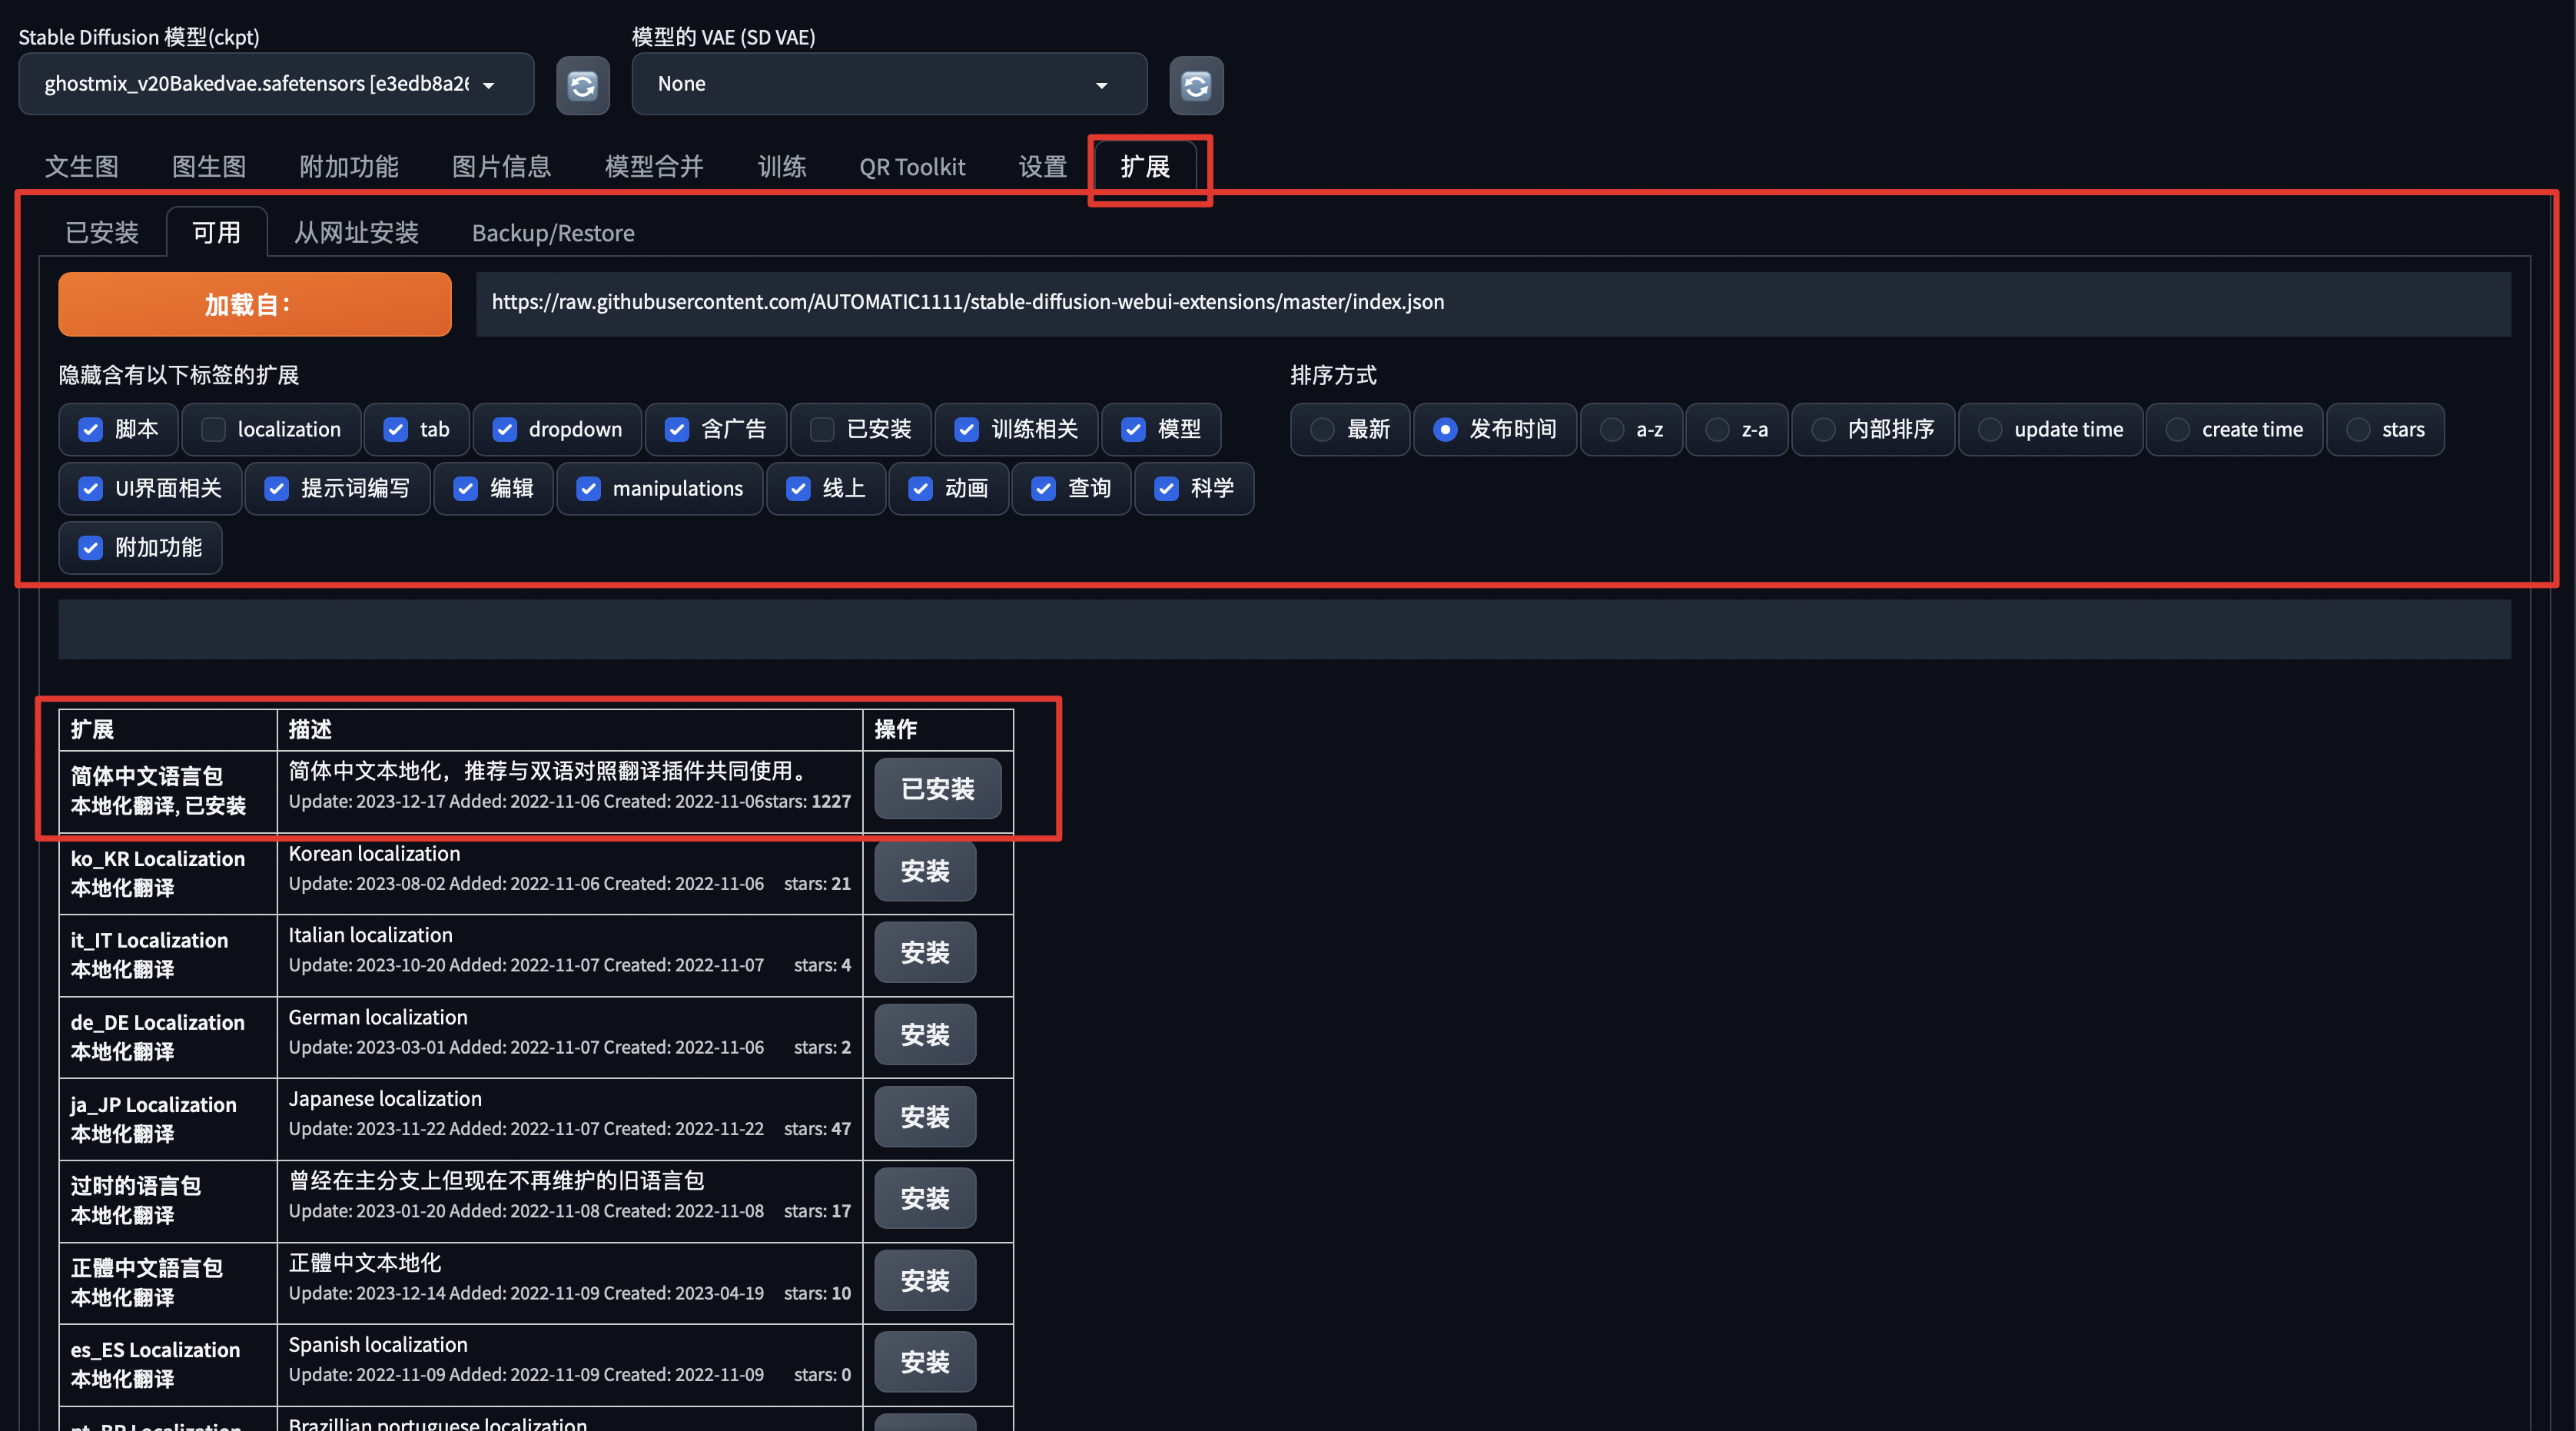 Stable Diffusion 模型(ckpt)
模型的 VAE (SD VAE)
ghostmix_v20Bakedvae.safetensors [e3edb8a26
None
文生图 图生图 附加功能 图片信息 模型合并 训练 QR Toolkit 设置 扩展
已安装 可用 从网址安装 Backup/Restore
加载自：
https://raw.githubusercontent.com/AUTOMATIC1111/stable-diffusion-webui-extensions/master/index.json
隐藏含有以下标签的扩展
脚本 localization tab dropdown 含广告 已安装 训练相关 模型
UI界面相关 提示词编写 编辑 manipulations 线上 动画 查询 科学
附加功能
排序方式
最新 发布时间 a-z z-a 内部排序 update time create time stars
扩展 描述 操作
简体中文语言包
本地化翻译, 已安装
简体中文本地化，推荐与双语对照翻译插件共同使用。
Update: 2023-12-17 Added: 2022-11-06 Created: 2022-11-06stars: 1227
已安装
ko_KR Localization
本地化翻译
Korean localization
Update: 2023-08-02 Added: 2022-11-06 Created: 2022-11-06 stars: 21
安装
it_IT Localization
本地化翻译
Italian localization
Update: 2023-10-20 Added: 2022-11-07 Created: 2022-11-07 stars: 4
安装
de_DE Localization
本地化翻译
German localization
Update: 2023-03-01 Added: 2022-11-07 Created: 2022-11-06 stars: 2
安装
ja_JP Localization
本地化翻译
Japanese localization
Update: 2023-11-22 Added: 2022-11-07 Created: 2022-11-22 stars: 47
安装
过时的语言包
本地化翻译
曾经在主分支上但现在不再维护的旧语言包
Update: 2023-01-20 Added: 2022-11-08 Created: 2022-11-08 stars: 17
安装
正體中文語言包
本地化翻译
正體中文本地化
Update: 2023-12-14 Added: 2022-11-09 Created: 2023-04-19 stars: 10
安装
es_ES Localization
本地化翻译
Spanish localization
Update: 2022-11-09 Added: 2022-11-09 Created: 2022-11-09 stars: 0
安装
pt_BR Localization
Brazillian portuguese localization